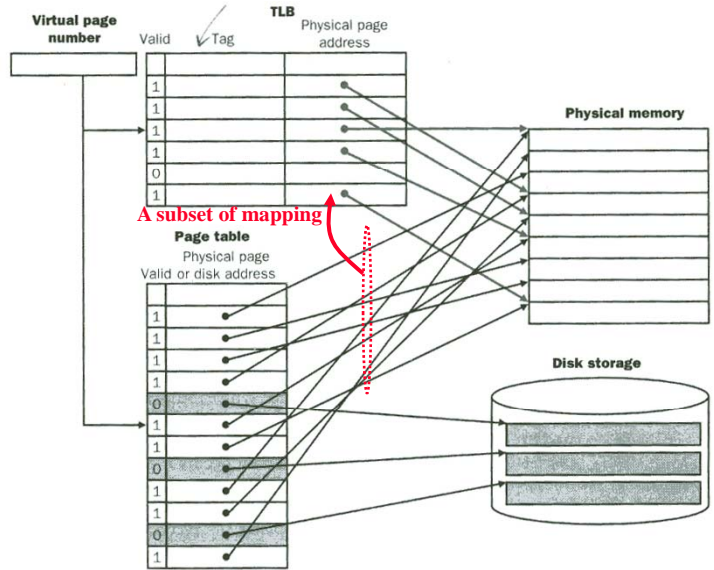 TLB
Virtual page
number
Valid
Tag
Physical page
address
1
1
1
1
0
1
Physical memory
A subset of mapping
Page table
Physical page
Valid or disk address
1
1
1
1
0
1
1
0
1
1
0
1
Disk storage